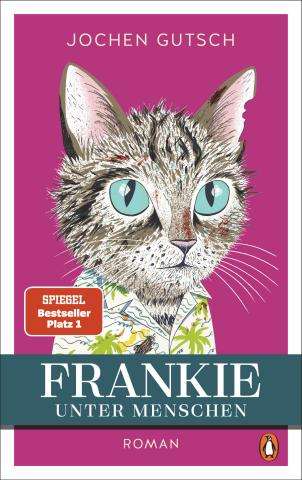 JOCHEN GUTSCH
SPIEGEL
Bestseller
Platz 1
FRANKIE
UNTER MENSCHEN
ROMAN